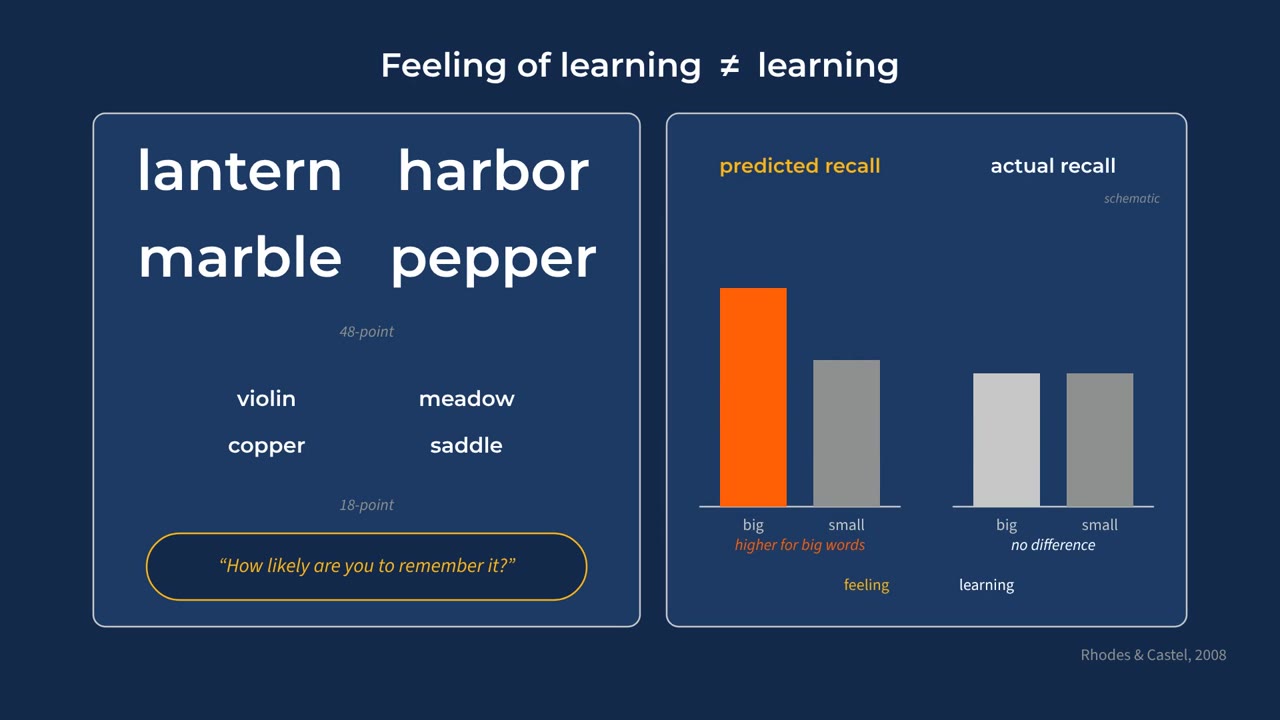 Feeling of learning ≠ learning
lantern harbor
marble pepper
48-point
violin meadow
copper saddle
18-point
“How likely are you to remember it?”
predicted recall
actual recall
schematic
big small
higher for big words
big small
no difference
feeling learning
Rhodes & Castel, 2008